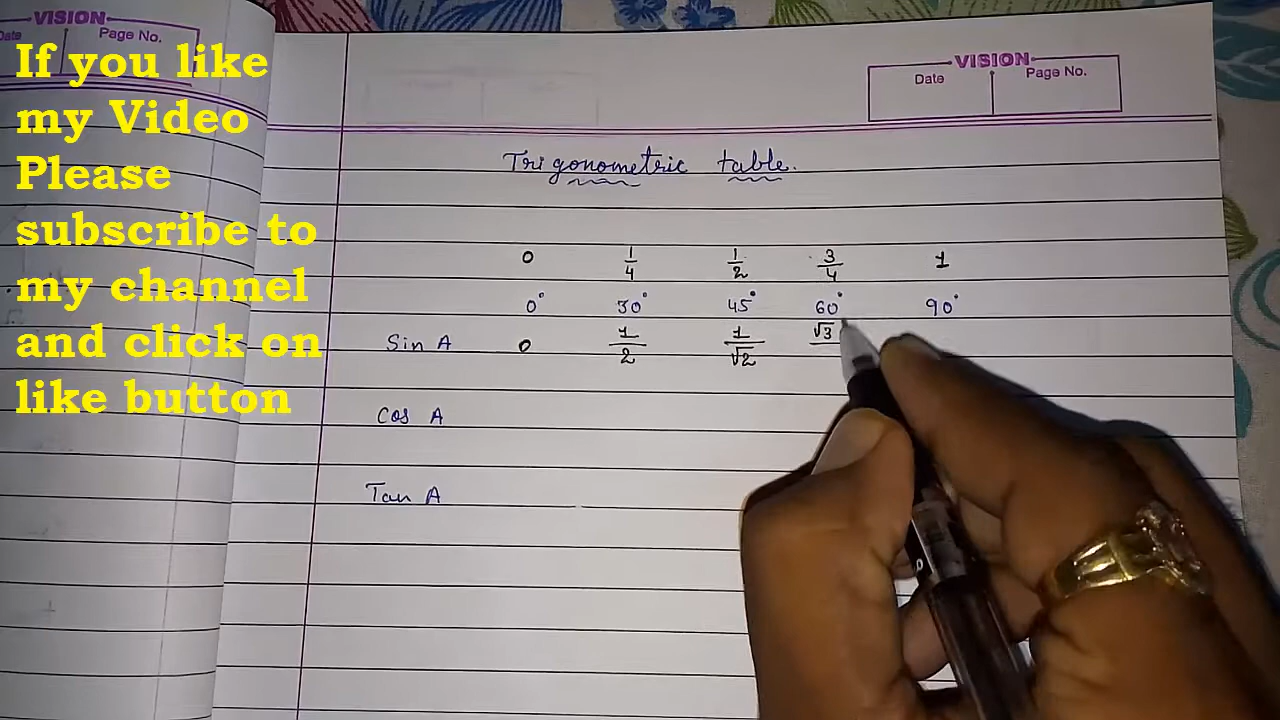 VISION
Date
Page No.
If you like
my Video
Please
subscribe to
my channel
and click on
like button
VISION
Date
Page No.
Trigonometric table.
0 1/4 1/2 3/4 1
0° 30° 45° 60° 90°
Sin A 0 1/2 1/√2 √3
Cos A
Tan A